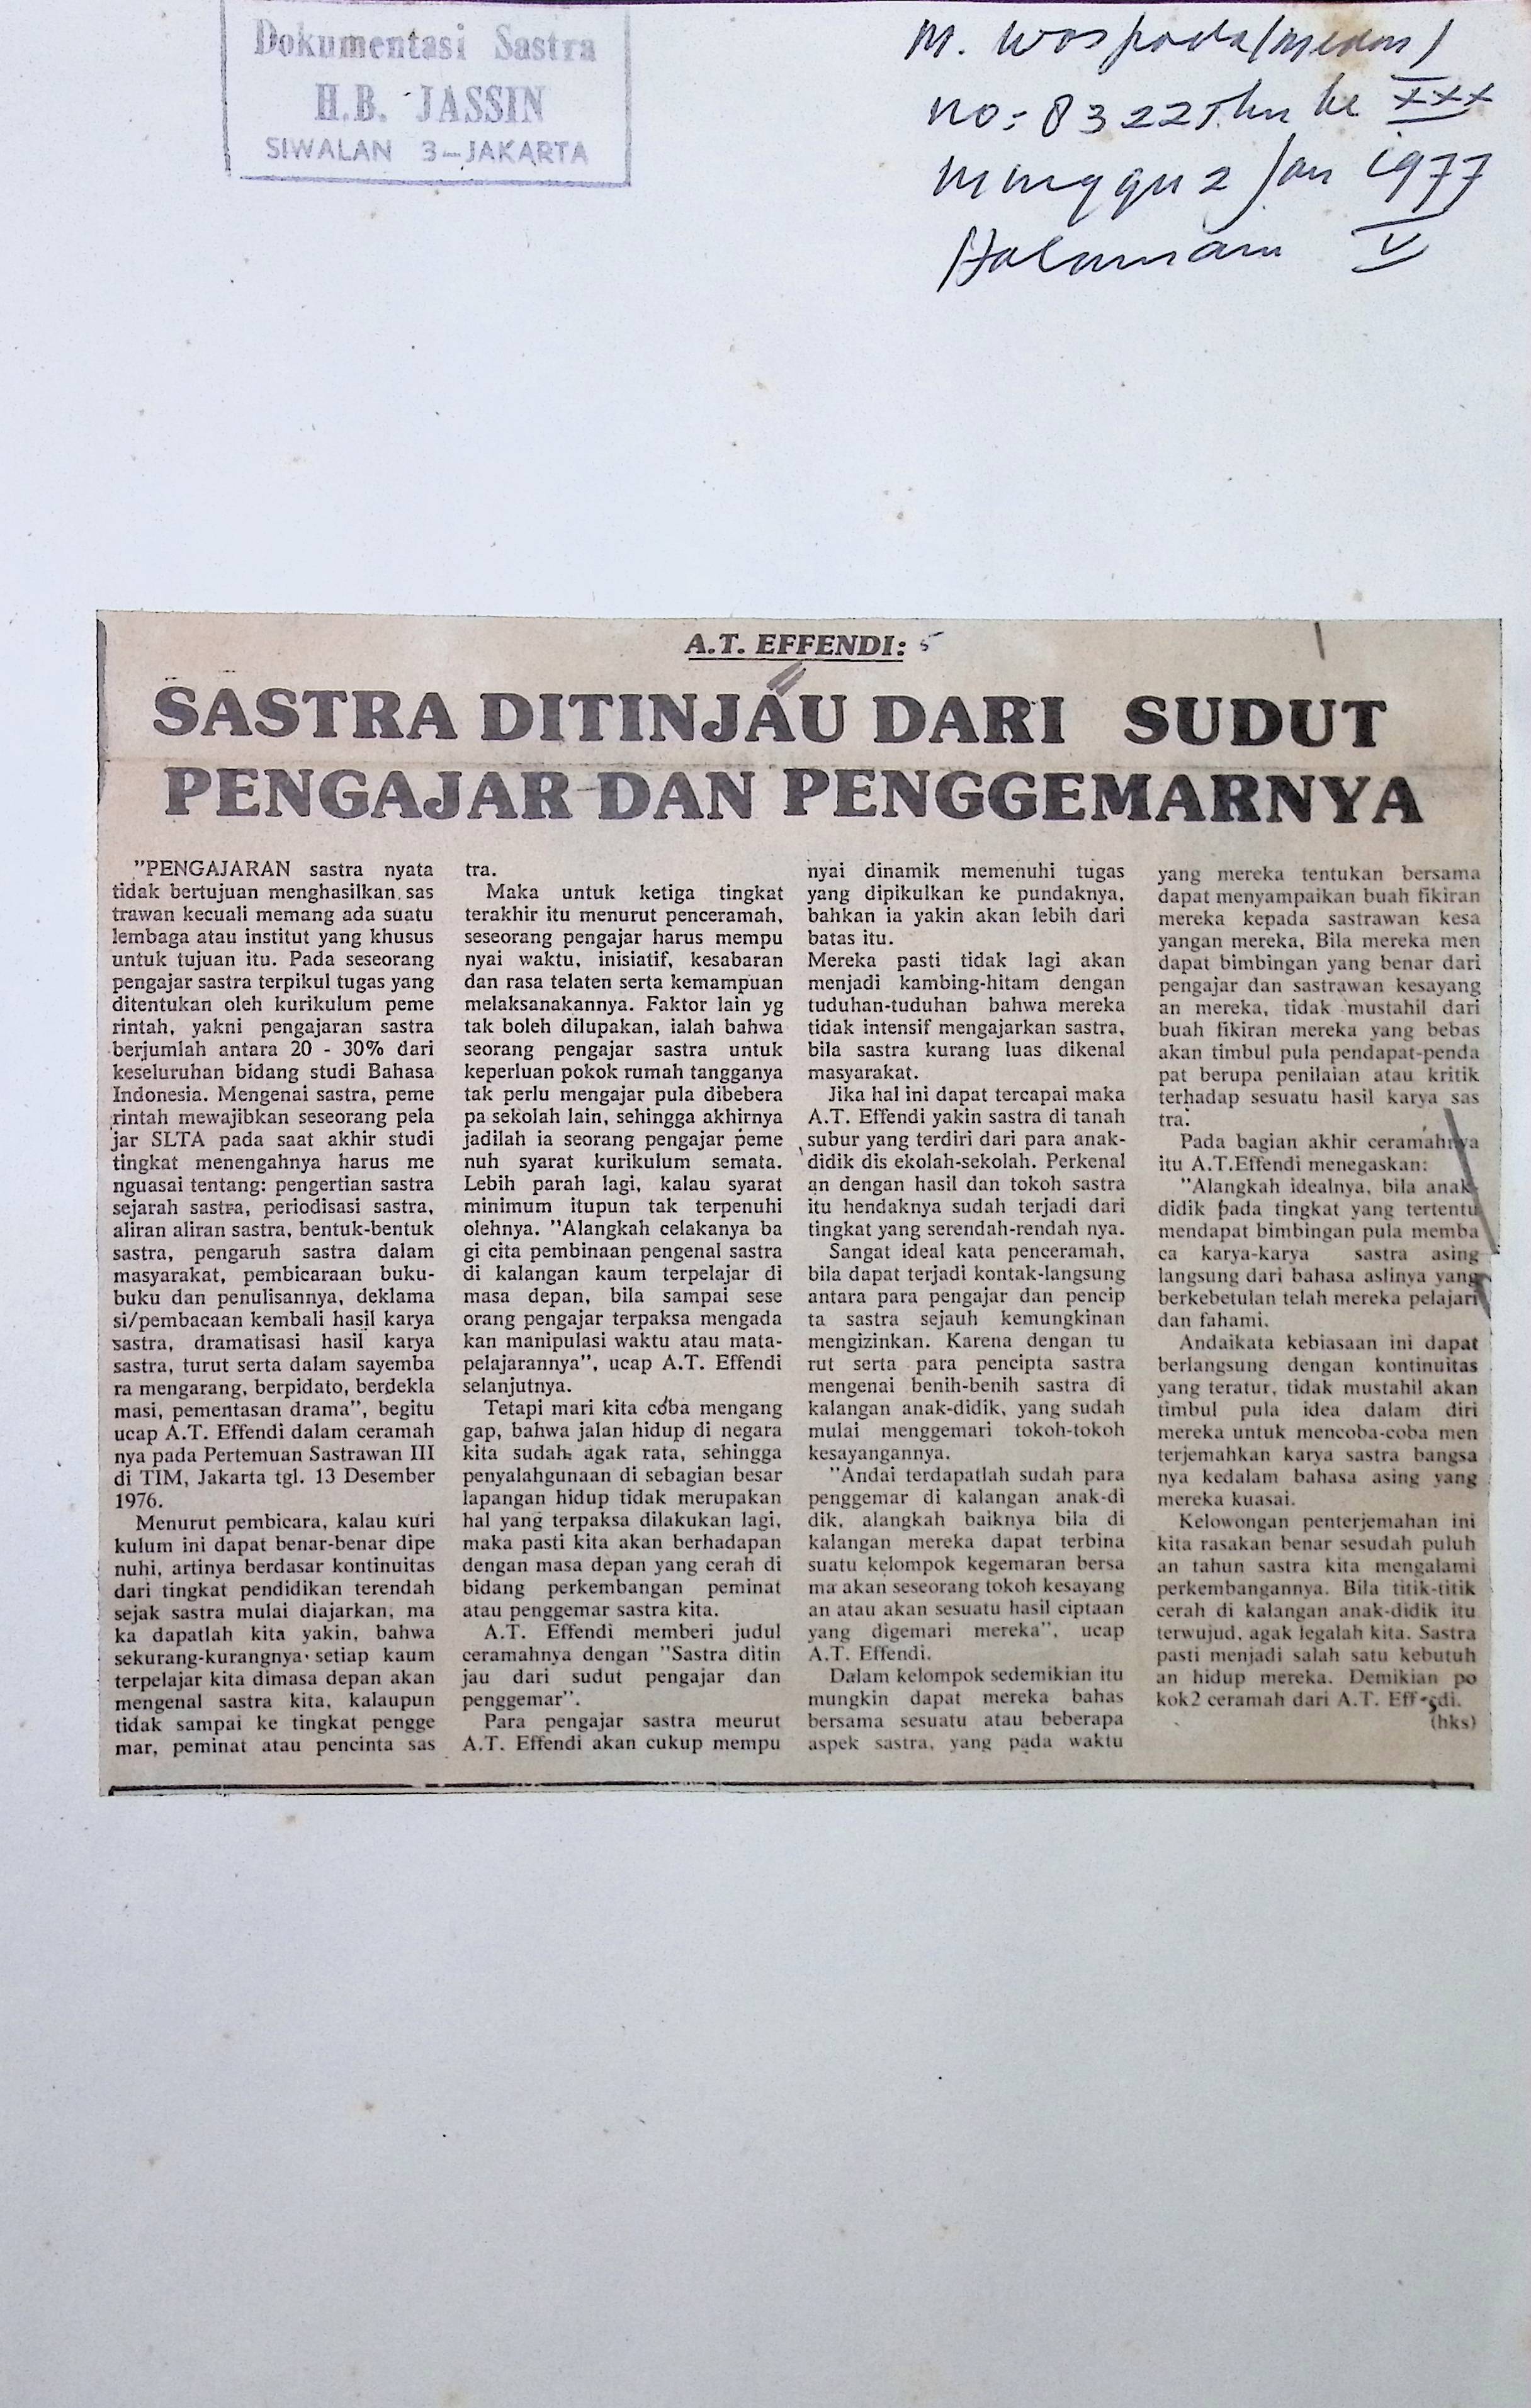 Dokumentasi Sastra
H.B. JASSIN
SIWALAN 3-JAKARTA
M. Waspada (Medan)
no: 8322 Thn ke XXX
Minggu 2 Jan 1977
Halaman V
A.T. EFFENDI: 5
SASTRA DITINJAU DARI SUDUT
PENGAJAR DAN PENGGEMARNYA
"PENGAJARAN sastra nyata
tidak bertujuan menghasilkan sas
trawan kecuali memang ada suatu
lembaga atau institut yang khusus
untuk tujuan itu. Pada seseorang
pengajar sastra terpikul tugas yang
ditentukan oleh kurikulum peme
rintah, yakni pengajaran sastra
berjumlah antara 20 - 30% dari
keseluruhan bidang studi Bahasa
Indonesia. Mengenai sastra, peme
rintah mewajibkan seseorang pela
jar SLTA pada saat akhir studi
tingkat menengahnya harus me
nguasai tentang: pengertian sastra
sejarah sastra, periodisasi sastra,
aliran aliran sastra, bentuk-bentuk
sastra, pengaruh sastra dalam
masyarakat, pembicaraan buku-
buku dan penulisannya, deklama
si/pembacaan kembali hasil karya
sastra, dramatisasi hasil karya
sastra, turut serta dalam sayemba
ra mengarang, berpidato, berdekla
masi, pementasan drama", begitu
ucap A.T. Effendi dalam ceramah
nya pada Pertemuan Sastrawan III
di TIM, Jakarta tgl. 13 Desember
1976.
Menurut pembicara, kalau kuri
kulum ini dapat benar-benar dipe
nuhi, artinya berdasar kontinuitas
dari tingkat pendidikan terendah
sejak sastra mulai diajarkan, ma
ka dapatlah kita yakin, bahwa
sekurang-kurangnya setiap kaum
terpelajar kita dimasa depan akan
mengenal sastra kita, kalaupun
tidak sampai ke tingkat pengge
mar, peminat atau pencinta sas
tra.
Maka untuk ketiga tingkat
terakhir itu menurut penceramah,
seseorang pengajar harus mempu
nyai waktu, inisiatif, kesabaran
dan rasa telaten serta kemampuan
melaksanakannya. Faktor lain yg
tak boleh dilupakan, ialah bahwa
seorang pengajar sastra untuk
keperluan pokok rumah tangganya
tak perlu mengajar pula dibebera
pa sekolah lain, sehingga akhirnya
jadilah ia seorang pengajar peme
nuh syarat kurikulum semata.
Lebih parah lagi, kalau syarat
minimum itupun tak terpenuhi
olehnya. "Alangkah celakanya ba
gi cita pembinaan pengenal sastra
di kalangan kaum terpelajar di
masa depan, bila sampai sese
orang pengajar terpaksa mengada
kan manipulasi waktu atau mata-
pelajarannya", ucap A.T. Effendi
selanjutnya.
Tetapi mari kita coba mengang
gap, bahwa jalan hidup di negara
kita sudah agak rata, sehingga
penyalahgunaan di sebagian besar
lapangan hidup tidak merupakan
hal yang terpaksa dilakukan lagi,
maka pasti kita akan berhadapan
dengan masa depan yang cerah di
bidang perkembangan peminat
atau penggemar sastra kita.
A.T. Effendi memberi judul
ceramahnya dengan "Sastra ditin
jau dari sudut pengajar dan
penggemar".
Para pengajar sastra meurut
A.T. Effendi akan cukup mempu
nyai dinamik memenuhi tugas
yang dipikulkan ke pundaknya,
bahkan ia yakin akan lebih dari
batas itu.
Mereka pasti tidak lagi akan
menjadi kambing-hitam dengan
tuduhan-tuduhan bahwa mereka
tidak intensif mengajarkan sastra,
bila sastra kurang luas dikenal
masyarakat.
Jika hal ini dapat tercapai maka
A.T. Effendi yakin sastra di tanah
subur yang terdiri dari para anak-
didik dis ekolah-sekolah. Perkenal
an dengan hasil dan tokoh sastra
itu hendaknya sudah terjadi dari
tingkat yang serendah-rendah nya.
Sangat ideal kata penceramah,
bila dapat terjadi kontak-langsung
antara para pengajar dan pencip
ta sastra sejauh kemungkinan
mengizinkan. Karena dengan tu
rut serta para pencipta sastra
mengenai benih-benih sastra di
kalangan anak-didik, yang sudah
mulai menggemari tokoh-tokoh
kesayangannya.
"Andai terdapatlah sudah para
penggemar di kalangan anak-di
dik, alangkah baiknya bila di
kalangan mereka dapat terbina
suatu kelompok kegemaran bersa
ma akan seseorang tokoh kesayang
an atau akan sesuatu hasil ciptaan
yang digemari mereka", ucap
A.T. Effendi.
Dalam kelompok sedemikian itu
mungkin dapat mereka bahas
bersama sesuatu atau beberapa
aspek sastra, yang pada waktu
yang mereka tentukan bersama
dapat menyampaikan buah fikiran
mereka kepada sastrawan kesa
yangan mereka, Bila mereka men
dapat bimbingan yang benar dari
pengajar dan sastrawan kesayang
an mereka, tidak mustahil dari
buah fikiran mereka yang bebas
akan timbul pula pendapat-penda
pat berupa penilaian atau kritik
terhadap sesuatu hasil karya sas
tra.
Pada bagian akhir ceramahnya
itu A.T.Effendi menegaskan:
"Alangkah idealnya, bila anak-
didik pada tingkat yang tertentu
mendapat bimbingan pula memba
ca karya-karya sastra asing
langsung dari bahasa aslinya yang
berkebetulan telah mereka pelajari
dan fahami.
Andaikata kebiasaan ini dapat
berlangsung dengan kontinuitas
yang teratur, tidak mustahil akan
timbul pula idea dalam diri
mereka untuk mencoba-coba men
terjemahkan karya sastra bangsa
nya kedalam bahasa asing yang
mereka kuasai.
Kelowongan penterjemahan ini
kita rasakan benar sesudah puluh
an tahun sastra kita mengalami
perkembangannya. Bila titik-titik
cerah di kalangan anak-didik itu
terwujud, agak legalah kita. Sastra
pasti menjadi salah satu kebutuh
an hidup mereka. Demikian po
kok2 ceramah dari A.T. Effendi.
(hks)